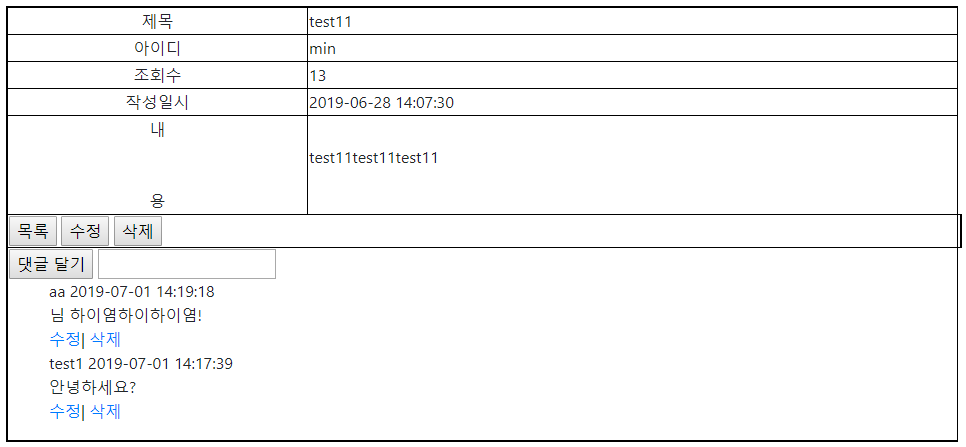 제목 test11
아이디 min
조회수 13
작성일시 2019-06-28 14:07:30
내
test11test11test11
용
목록 수정 삭제
댓글 달기
aa 2019-07-01 14:19:18
님 하이염하이하이염!
수정| 삭제
test1 2019-07-01 14:17:39
안녕하세요?
수정| 삭제